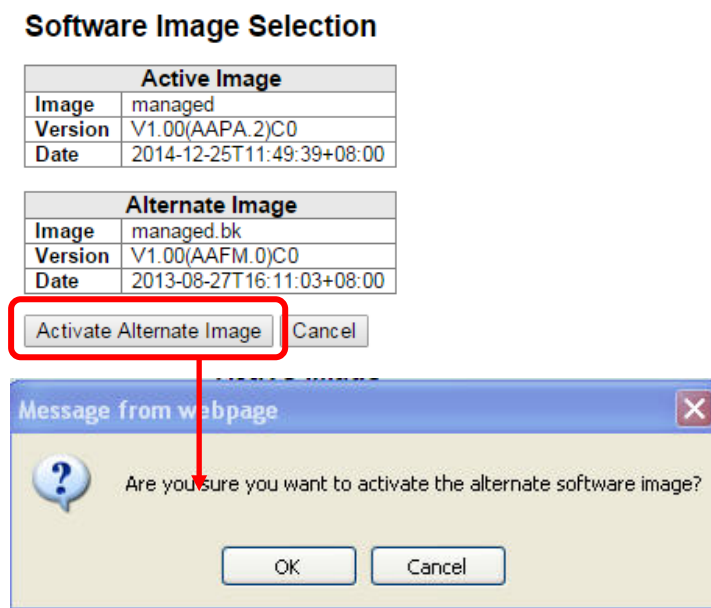 Software Image Selection
Active Image
Image managed
Version V1.00(AAPA.2)C0
Date 2014-12-25T11:49:39+08:00
Alternate Image
Image managed.bk
Version V1.00(AAFM.0)C0
Date 2013-08-27T16:11:03+08:00
Activate Alternate Image Cancel
Message from webpage
Are you sure you want to activate the alternate software image?
OK Cancel